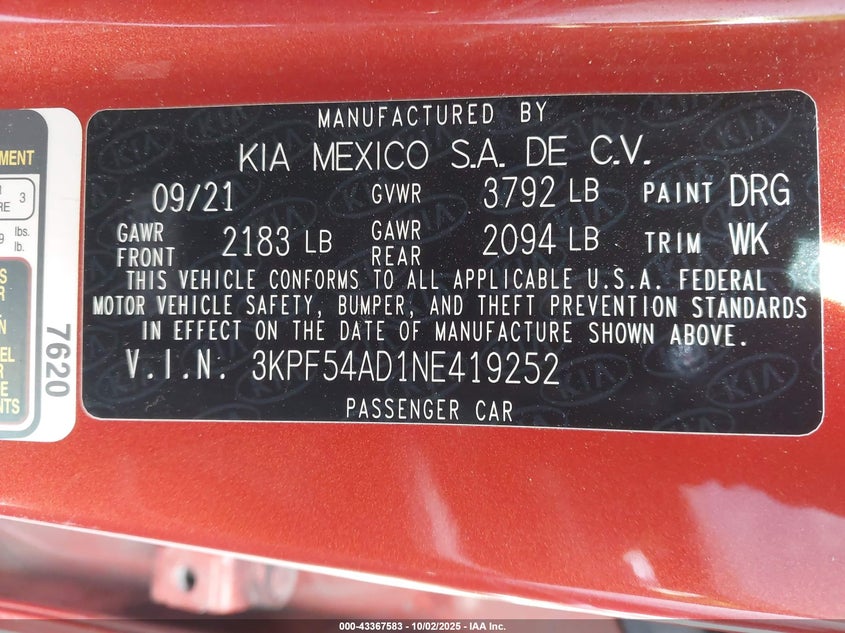 MANUFACTURED BY
KIA MEXICO S.A. DE C.V.
09/21 GVWR 3792 LB PAINT DRG
GAWR FRONT 2183 LB GAWR REAR 2094 LB TRIM WK
THIS VEHICLE CONFORMS TO ALL APPLICABLE U.S.A. FEDERAL
MOTOR VEHICLE SAFETY, BUMPER, AND THEFT PREVENTION STANDARDS
IN EFFECT ON THE DATE OF MANUFACTURE SHOWN ABOVE.
V.I.N. 3KPF54AD1NE419252
PASSENGER CAR
3
lbs.
lb.
7620
000-43367583 - 10/02/2025 - IAA Inc.